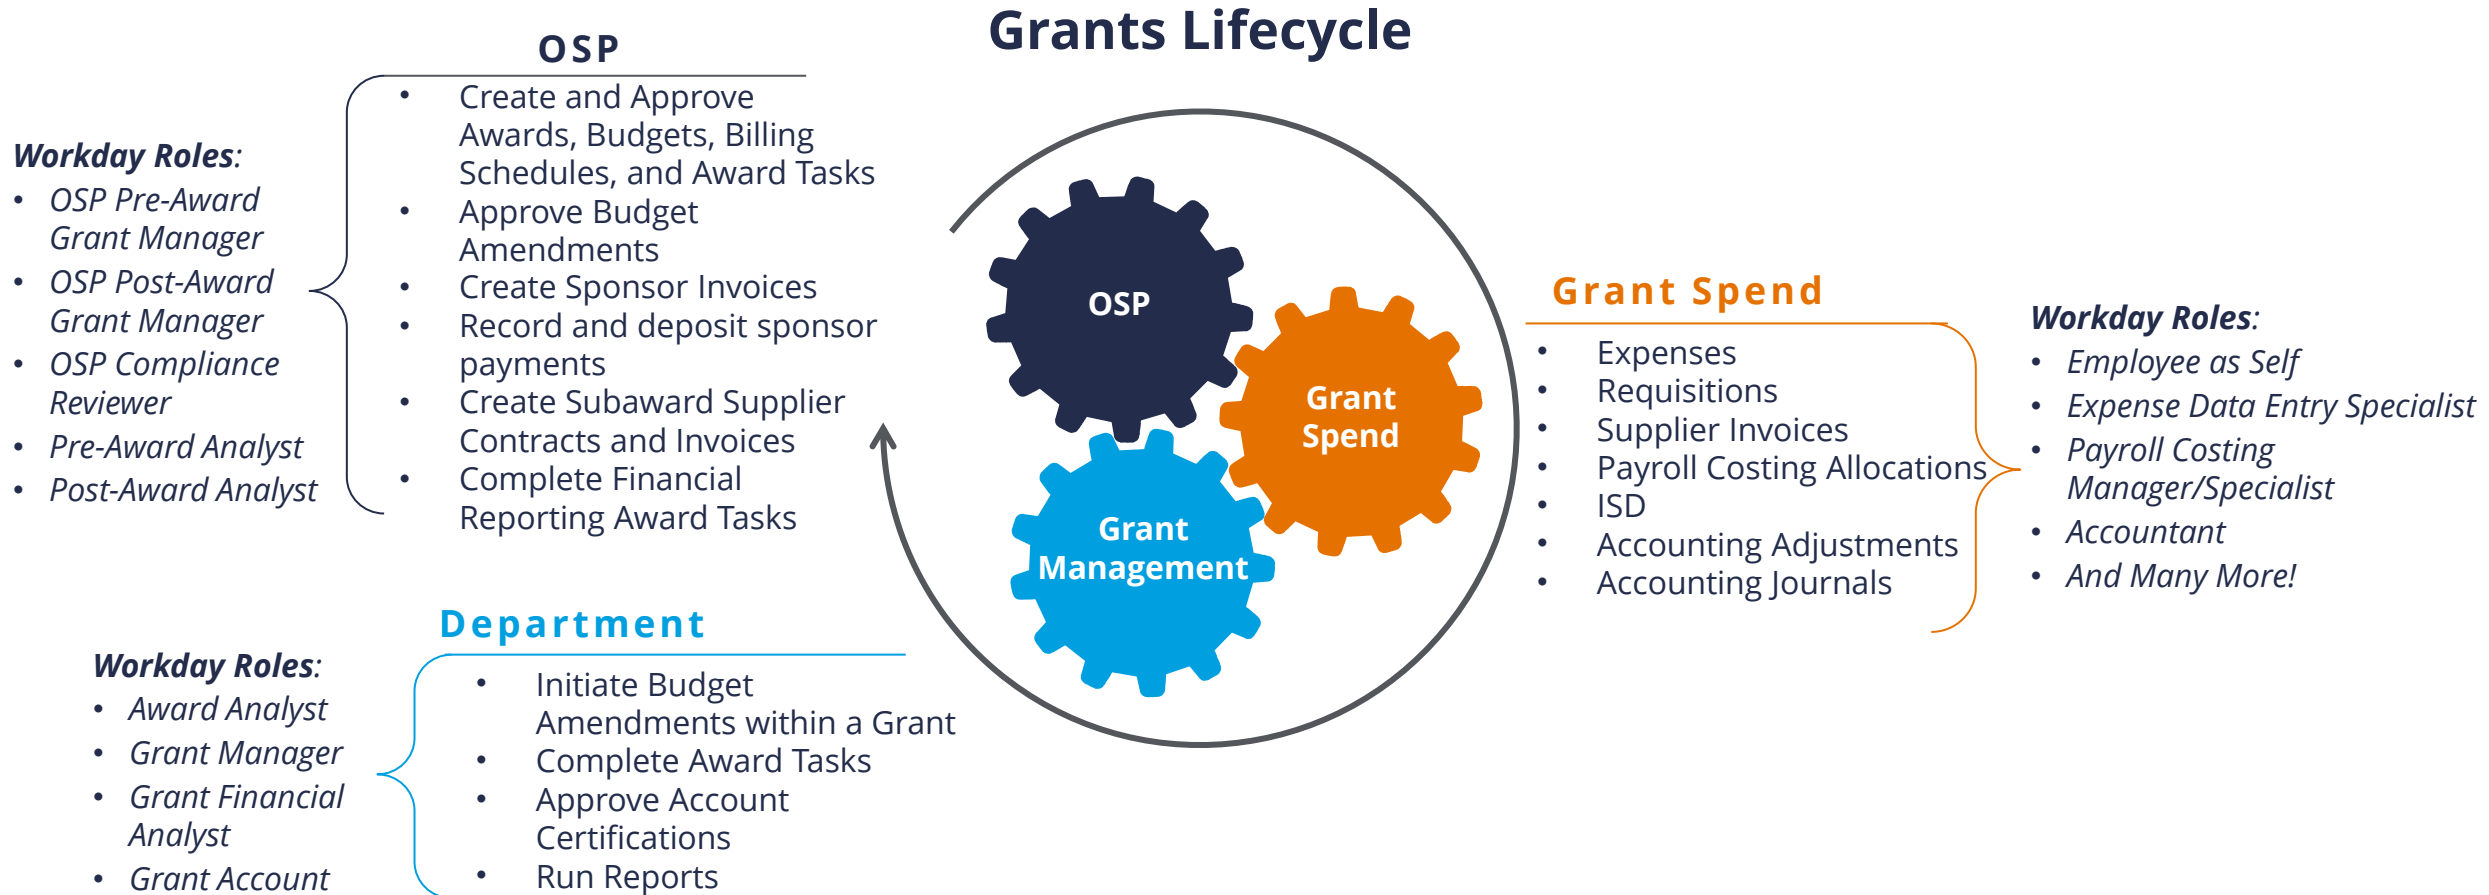 Grants Lifecycle
OSP
• Create and Approve
Awards, Budgets, Billing
Schedules, and Award Tasks
• Approve Budget
Amendments
• Create Sponsor Invoices
• Record and deposit sponsor
payments
• Create Subaward Supplier
Contracts and Invoices
• Complete Financial
Reporting Award Tasks
Workday Roles:
• OSP Pre-Award
Grant Manager
• OSP Post-Award
Grant Manager
• OSP Compliance
Reviewer
• Pre-Award Analyst
• Post-Award Analyst
OSP
Grant
Spend
Grant
Management
Grant Spend
• Expenses
• Requisitions
• Supplier Invoices
• Payroll Costing Allocations
• ISD
• Accounting Adjustments
• Accounting Journals
Workday Roles:
• Employee as Self
• Expense Data Entry Specialist
• Payroll Costing
Manager/Specialist
• Accountant
• And Many More!
Department
• Initiate Budget
Amendments within a Grant
• Complete Award Tasks
• Approve Account
Certifications
• Run Reports
Workday Roles:
• Award Analyst
• Grant Manager
• Grant Financial
Analyst
• Grant Account